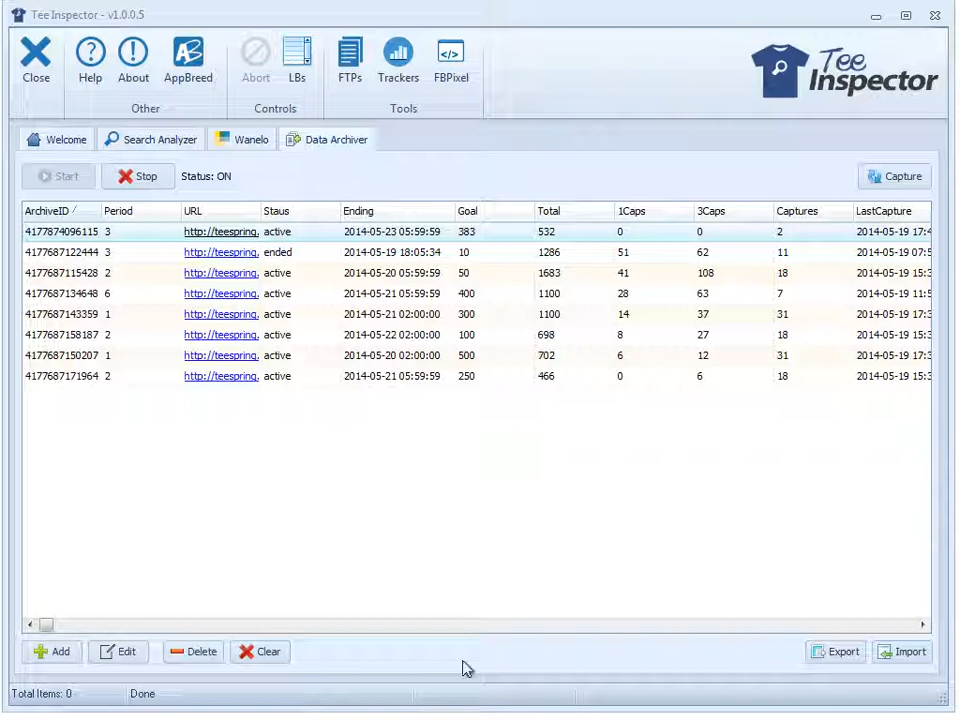 Tee Inspector - v1.0.0.5
Close Help About AppBreed Abort LBs FTPs Trackers FBPixel
Other Controls Tools
Tee Inspector
Welcome Search Analyzer Wanelo Data Archiver
Start Stop Status: ON Capture
ArchiveID Period URL Staus Ending Goal Total 1Caps 3Caps Captures LastCapture
4177874096115 3 http://teespring. active 2014-05-23 05:59:59 383 532 0 0 2 2014-05-19 17:4
4177687122444 3 http://teespring. ended 2014-05-19 18:05:34 10 1286 51 62 11 2014-05-19 07:5
4177687115428 2 http://teespring. active 2014-05-20 05:59:59 50 1683 41 108 18 2014-05-19 15:3
4177687134648 6 http://teespring. active 2014-05-21 05:59:59 400 1100 28 63 7 2014-05-19 11:5
4177687143359 1 http://teespring. active 2014-05-21 02:00:00 300 1100 14 37 31 2014-05-19 17:3
4177687158187 2 http://teespring. active 2014-05-22 02:00:00 100 698 8 27 18 2014-05-19 15:3
4177687150207 1 http://teespring. active 2014-05-20 02:00:00 500 702 6 12 31 2014-05-19 17:3
4177687171964 2 http://teespring. active 2014-05-21 05:59:59 250 466 0 6 18 2014-05-19 15:3
Add Edit Delete Clear Export Import
Total Items: 0 Done